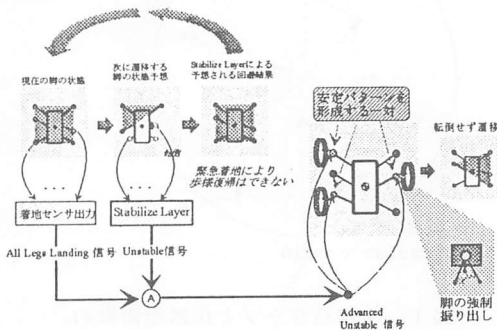 現在の脚の状態
次に遷移する
脚の状態予想
Stabilize Layerによる
予想される回避結果
転倒
緊急着地により
歩様復帰はできない
安定パターンを
形成する一対
転倒せず遷移
着地センサ出力
Stabilize Layer
All Legs Landing 信号
Unstable信号
A
Advanced
Unstable 信号
脚の強制
振り出し